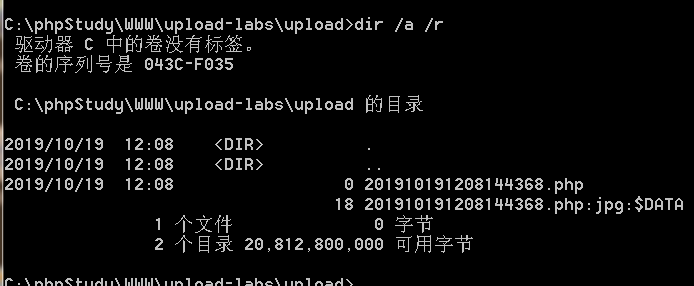 C:\phpStudy\WWW\upload-labs\upload>dir /a /r
驱动器 C 中的卷没有标签。
卷的序列号是 043C-F035
C:\phpStudy\WWW\upload-labs\upload 的目录
2019/10/19  12:08    <DIR>          .
2019/10/19  12:08    <DIR>          ..
2019/10/19  12:08                 0 201910191208144368.php
                                 18 201910191208144368.php:jpg:$DATA
               1 个文件              0 字节
               2 个目录 20,812,800,000 可用字节
C:\phpStudy\WWW\upload-labs\upload>